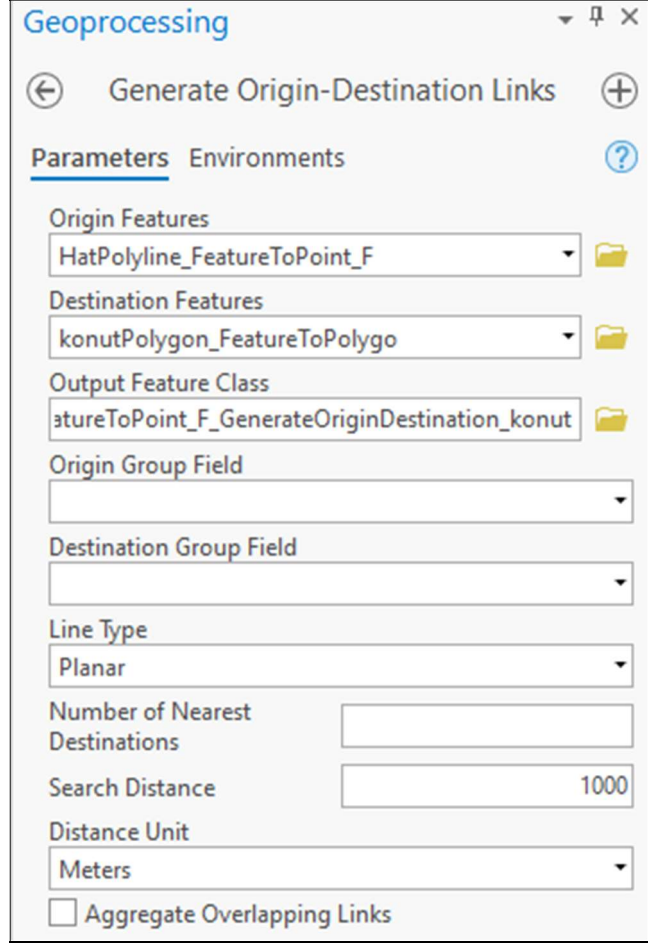 Geoprocessing
Generate Origin-Destination Links
Parameters Environments
Origin Features
HatPolyline_FeatureToPoint_F
Destination Features
konutPolygon_FeatureToPolygo
Output Feature Class
atureToPoint_F_GenerateOriginDestination_konut
Origin Group Field
Destination Group Field
Line Type
Planar
Number of Nearest
Destinations
Search Distance 1000
Distance Unit
Meters
Aggregate Overlapping Links